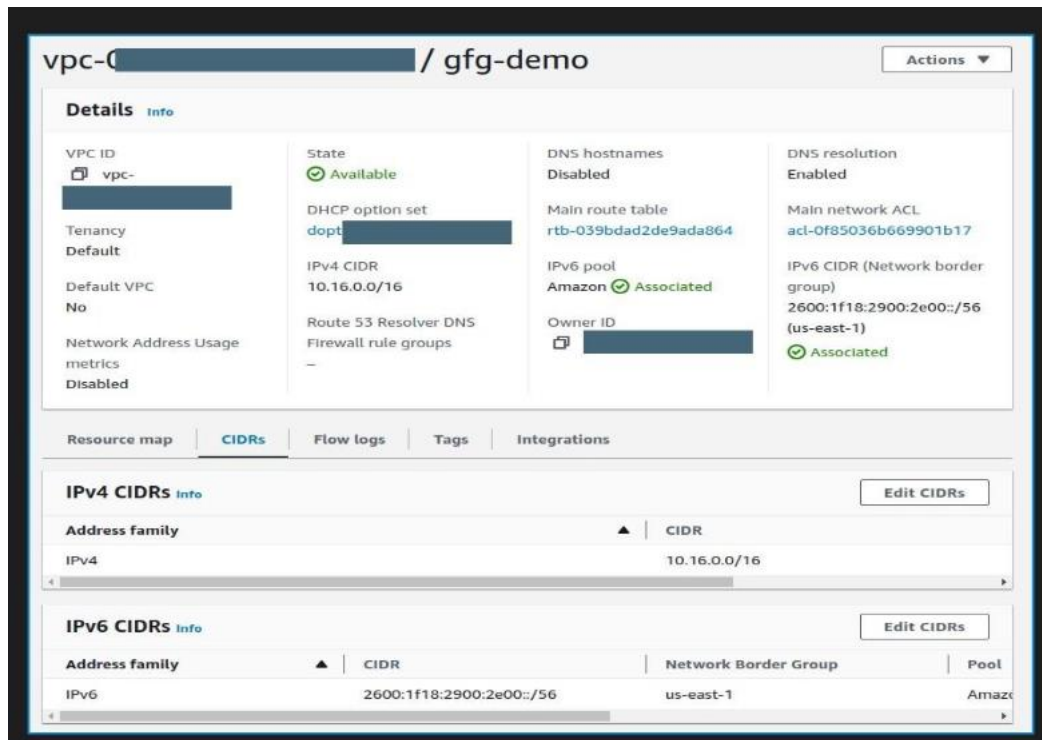 vpc-0 / gfg-demo
Actions
Details Info
VPC ID
vpc-
Tenancy
Default
Default VPC
No
Network Address Usage
metrics
Disabled
State
Available
DHCP option set
dopt
IPv4 CIDR
10.16.0.0/16
Route 53 Resolver DNS
Firewall rule groups
–
DNS hostnames
Disabled
Main route table
rtb-039bdad2de9ada864
IPv6 pool
Amazon Associated
Owner ID
DNS resolution
Enabled
Main network ACL
acl-0f85036b669901b17
IPv6 CIDR (Network border
group)
2600:1f18:2900:2e00::/56
(us-east-1)
Associated
Resource map CIDRs Flow logs Tags Integrations
IPv4 CIDRs Info
Edit CIDRs
Address family CIDR
IPv4 10.16.0.0/16
IPv6 CIDRs Info
Edit CIDRs
Address family CIDR Network Border Group Pool
IPv6 2600:1f18:2900:2e00::/56 us-east-1